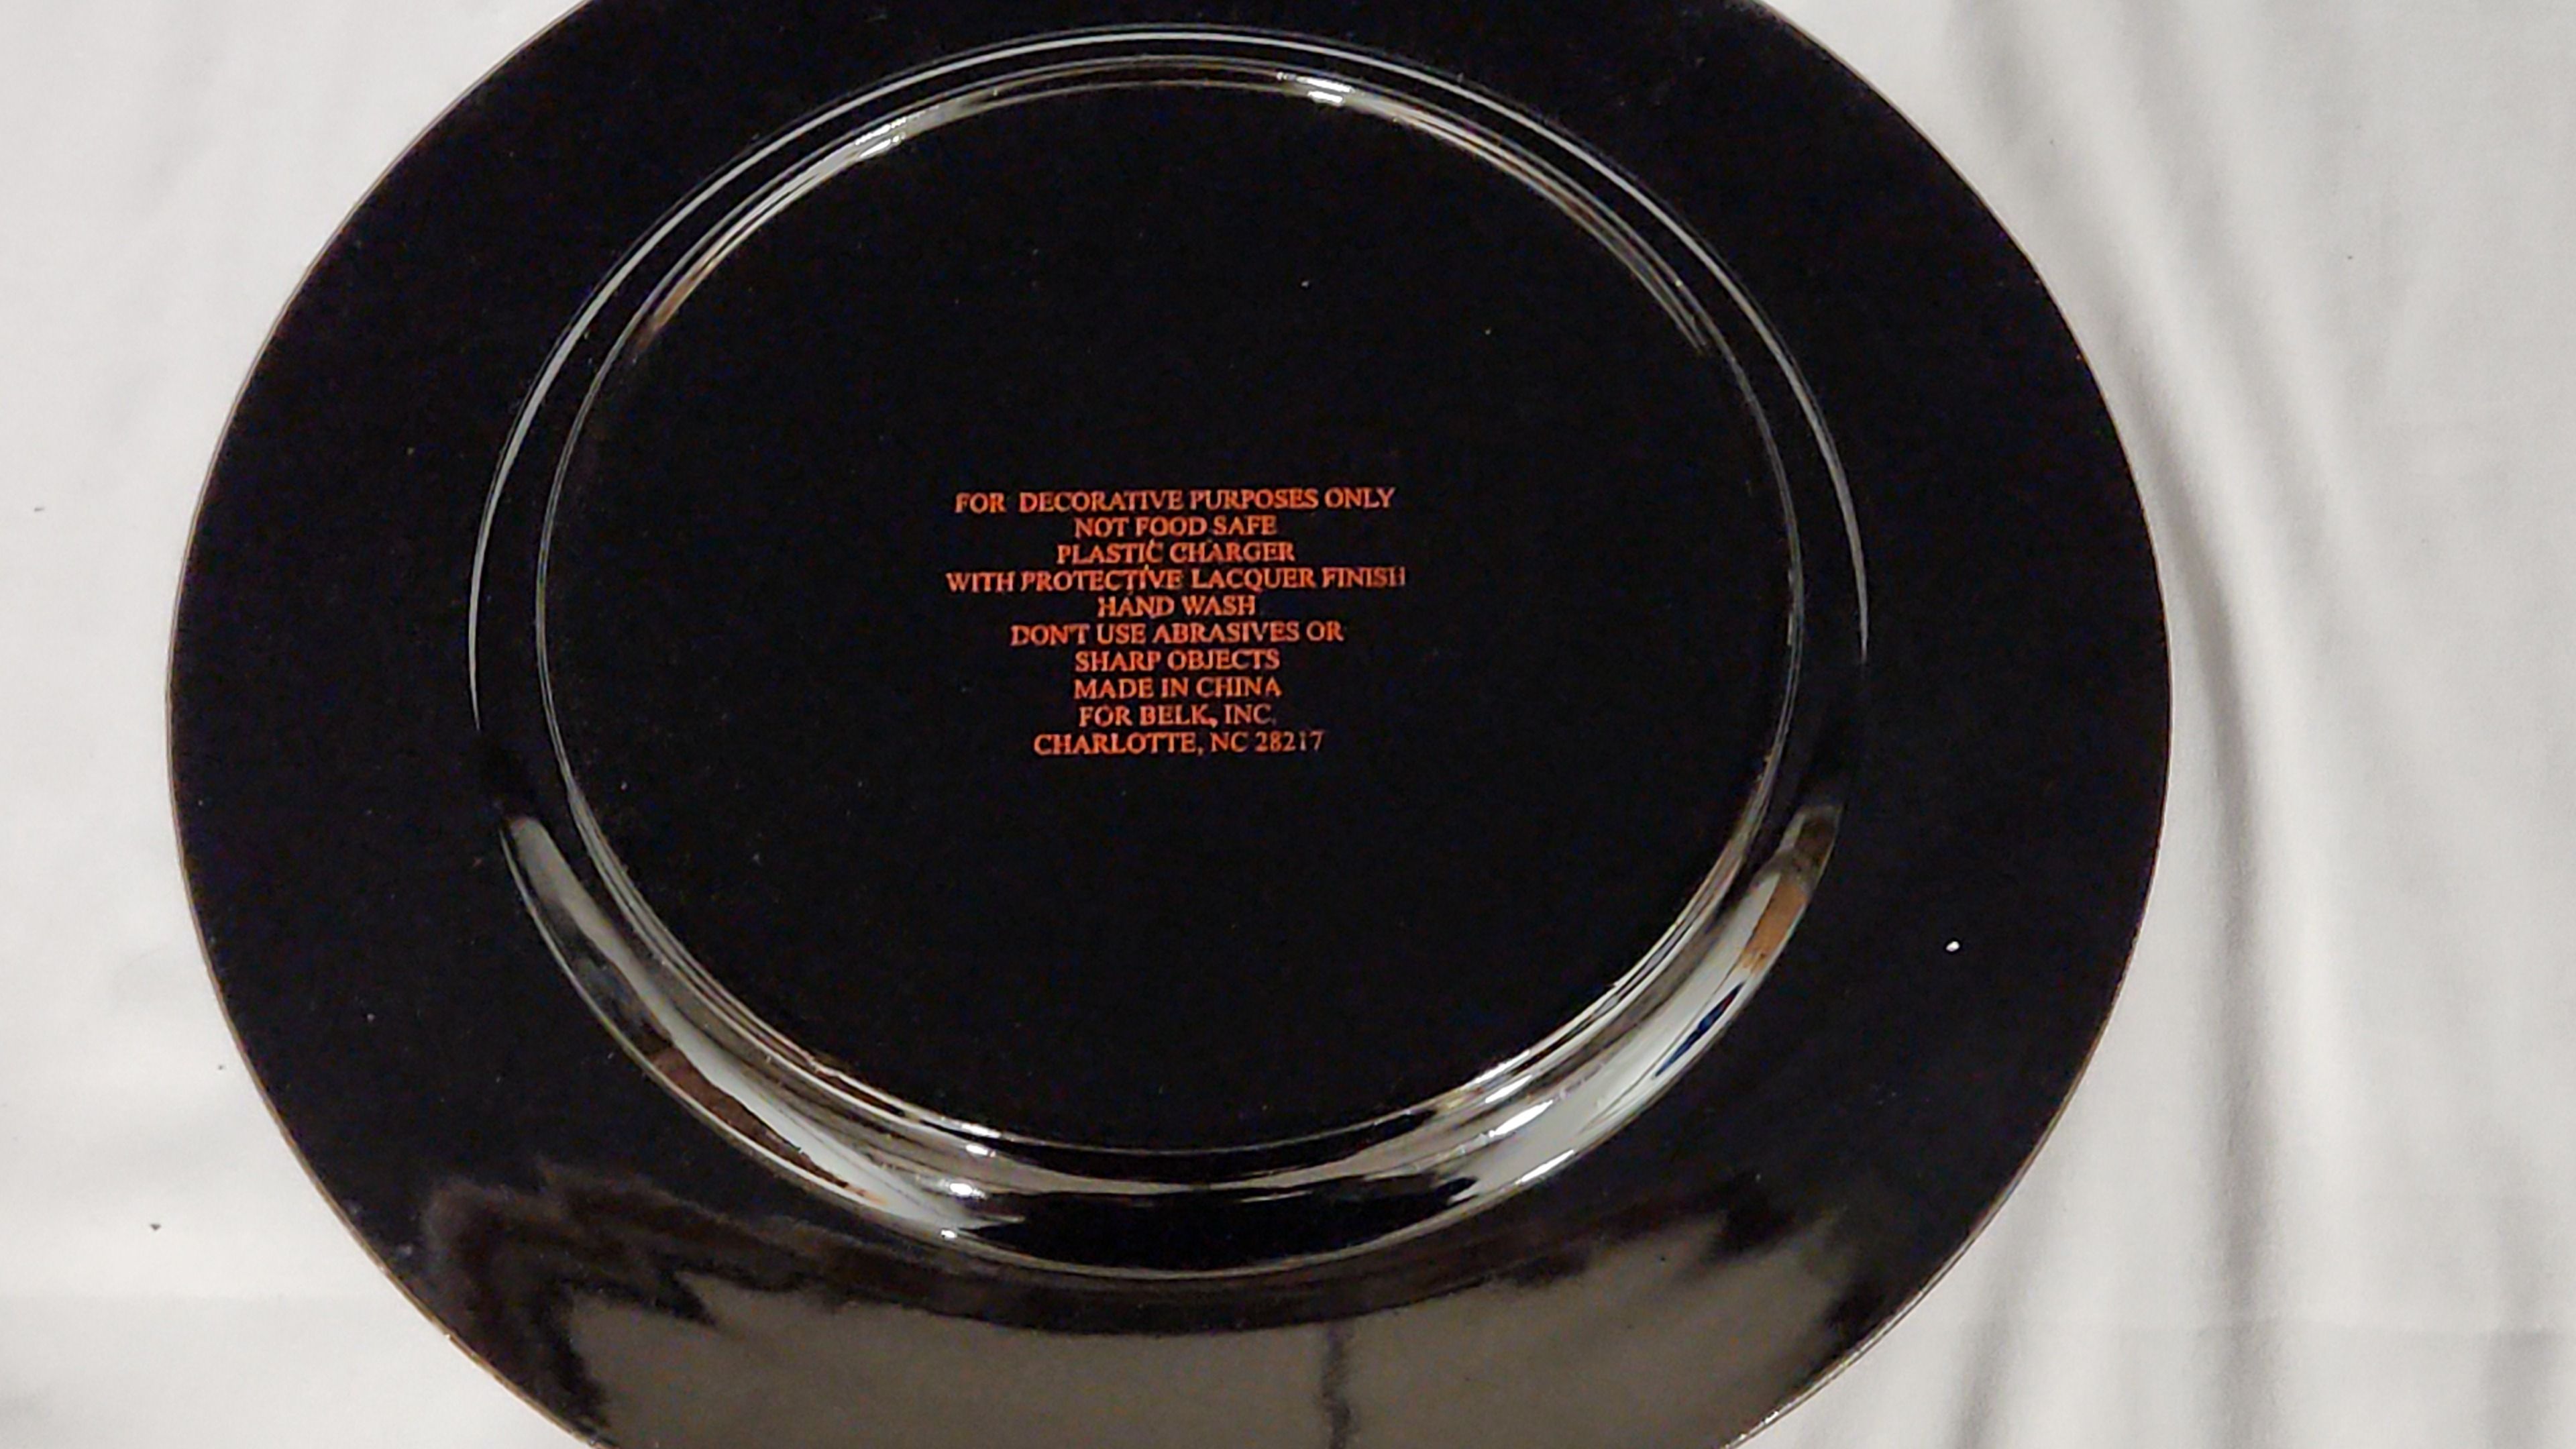 FOR DECORATIVE PURPOSES ONLY
NOT FOOD SAFE
PLASTIC CHARGER
WITH PROTECTIVE LACQUER FINISH
HAND WASH
DON'T USE ABRASIVES OR
SHARP OBJECTS
MADE IN CHINA
FOR BELK, INC.
CHARLOTTE, NC 28217